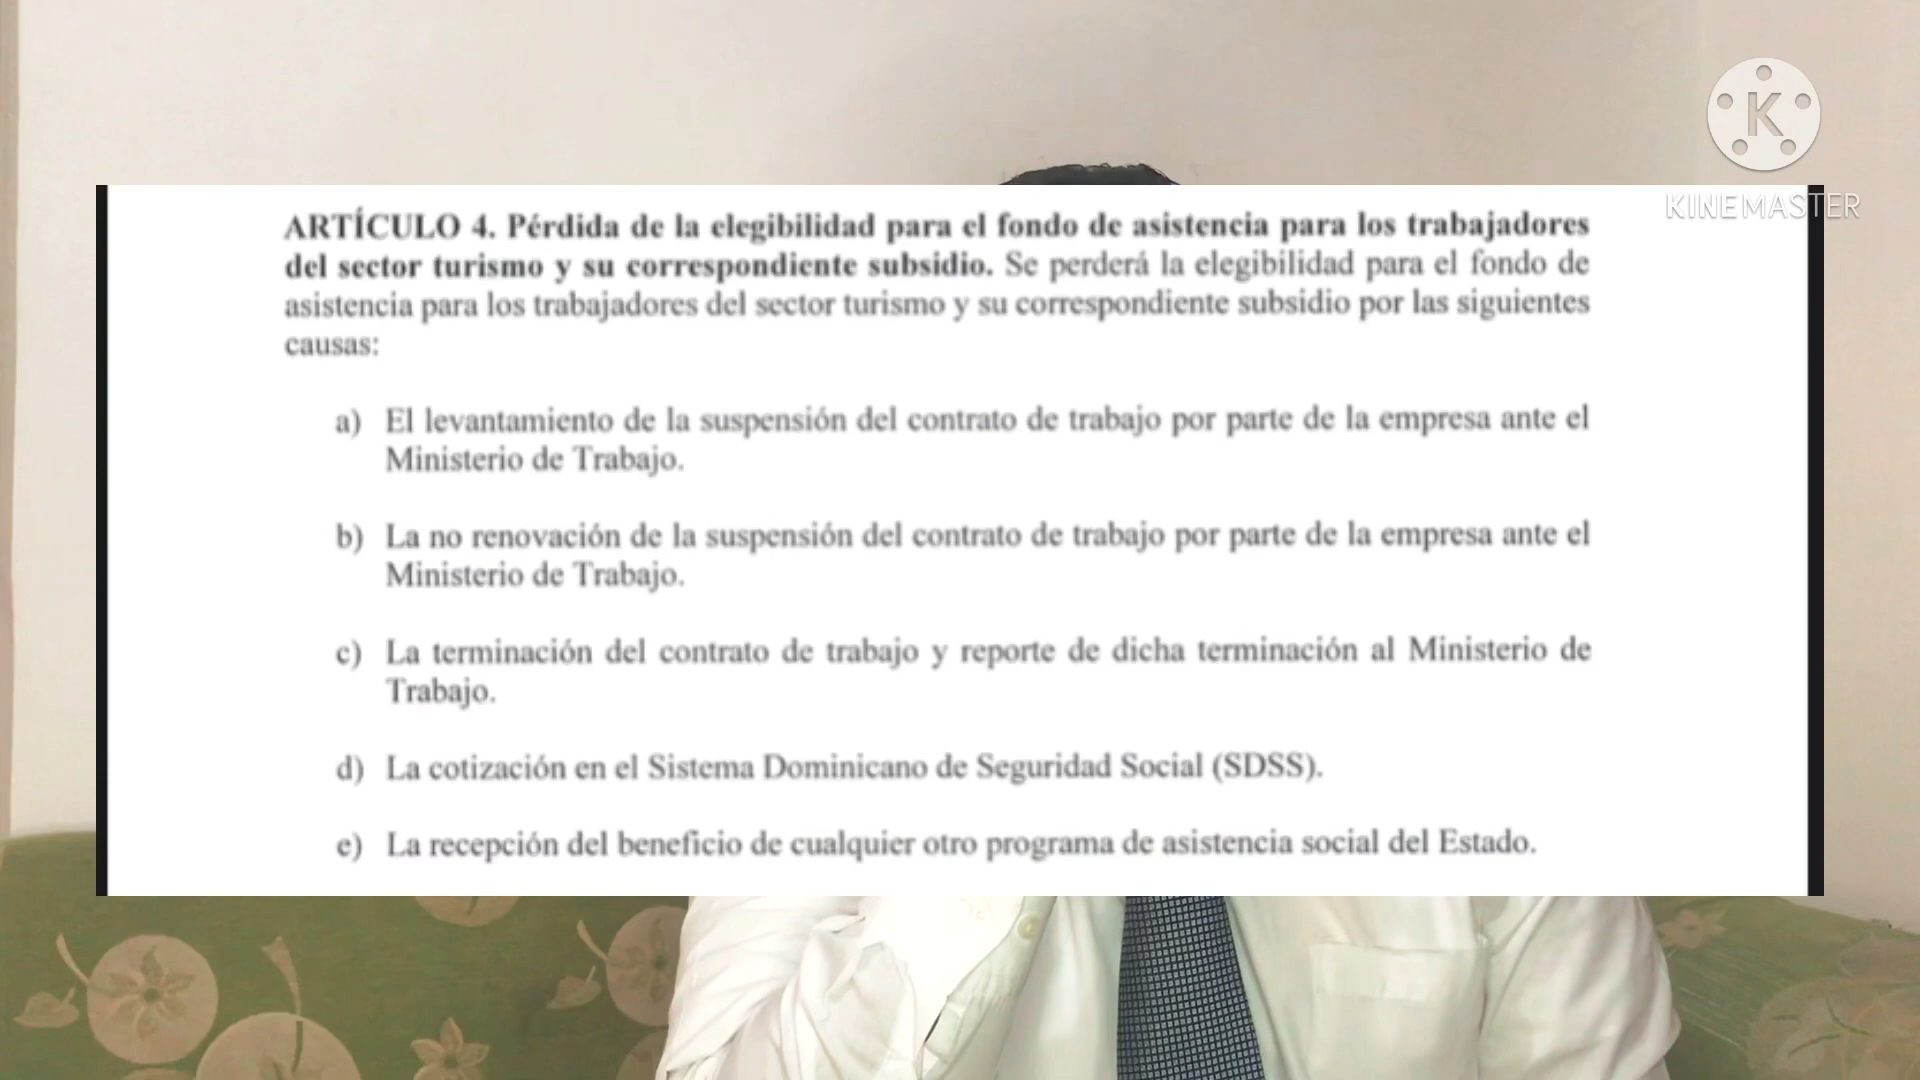 K
KINEMASTER
ARTÍCULO 4. Pérdida de la elegibilidad para el fondo de asistencia para los trabajadores
del sector turismo y su correspondiente subsidio. Se perderá la elegibilidad para el fondo de
asistencia para los trabajadores del sector turismo y su correspondiente subsidio por las siguientes
causas:
a) El levantamiento de la suspensión del contrato de trabajo por parte de la empresa ante el
Ministerio de Trabajo.
b) La no renovación de la suspensión del contrato de trabajo por parte de la empresa ante el
Ministerio de Trabajo.
c) La terminación del contrato de trabajo y reporte de dicha terminación al Ministerio de
Trabajo.
d) La cotización en el Sistema Dominicano de Seguridad Social (SDSS).
e) La recepción del beneficio de cualquier otro programa de asistencia social del Estado.